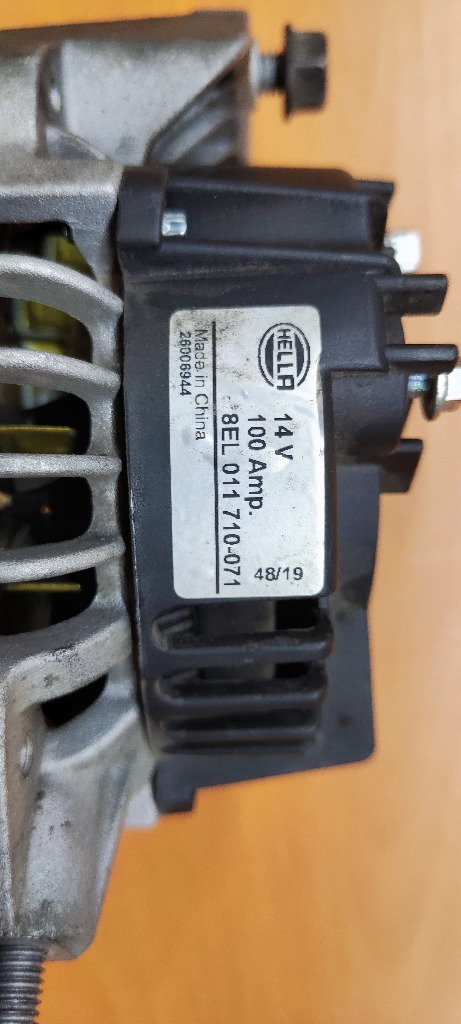 HELLA
14 V
100 Amp.
8EL 011 710-071
48/19
Made in China
26006944